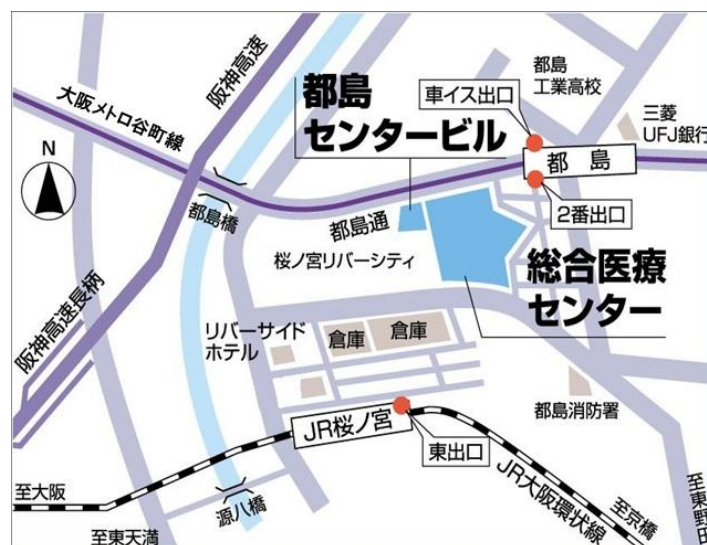 大阪メトロ谷町線
阪神高速
都島
センタービル
車イス出口
都島
工業高校
三菱
UFJ銀行
N
都島
2番出口
都島橋
都島通
桜ノ宮リバーシティ
総合医療
センター
阪神高速長柄
リバーサイド
ホテル
倉庫
倉庫
都島消防署
JR桜ノ宮
東出口
JR大阪環状線
至大阪
源八橋
至東天満
至京橋
至東野田